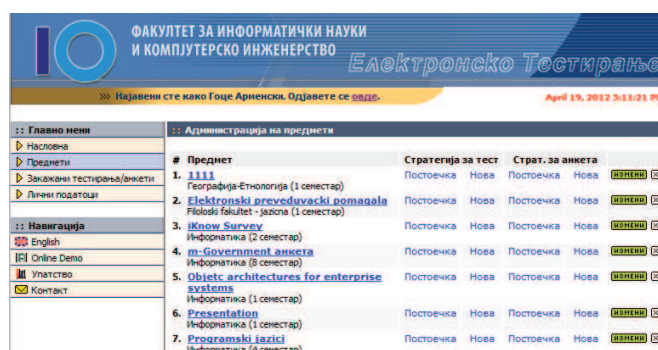 ФАКУЛТЕТ ЗА ИНФОРМАТИЧКИ НАУКИ
И КОМПЈУТЕРСКО ИНЖЕНЕРСТВО
Електронско Тестирање
>>> Најавени сте како Гоце Арменски. Одјавете се овде.
April 19, 2012 3:11:21 PM
:: Главно мени
Насловна
Предмети
Закажани тестирања/анкети
Лични податоци
:: Навигација
English
Online Demo
Упатство
Контакт
:: Администрација на предмети
# Предмет Стратегија за тест Страт. за анкета
1. 1111 Постоечка Нова Постоечка Нова ИЗМЕНИ
Географија-Етнологија (1 семестар)
2. Elektronski preveduvacki pomagala Постоечка Нова Постоечка Нова ИЗМЕНИ
Filoloski fakultet - jazicna (1 семестар)
3. iKnow Survey Постоечка Нова Постоечка Нова ИЗМЕНИ
Информатика (2 семестар)
4. m-Government анкета Постоечка Нова Постоечка Нова ИЗМЕНИ
Информатика (8 семестар)
5. Objetc architectures for enterprise Постоечка Нова Постоечка Нова ИЗМЕНИ
systems
Информатика (1 семестар)
6. Presentation Постоечка Нова Постоечка Нова ИЗМЕНИ
Информатика (1 семестар)
7. Programski jazici Постоечка Нова Постоечка Нова ИЗМЕНИ
Информатика (4 семестар)